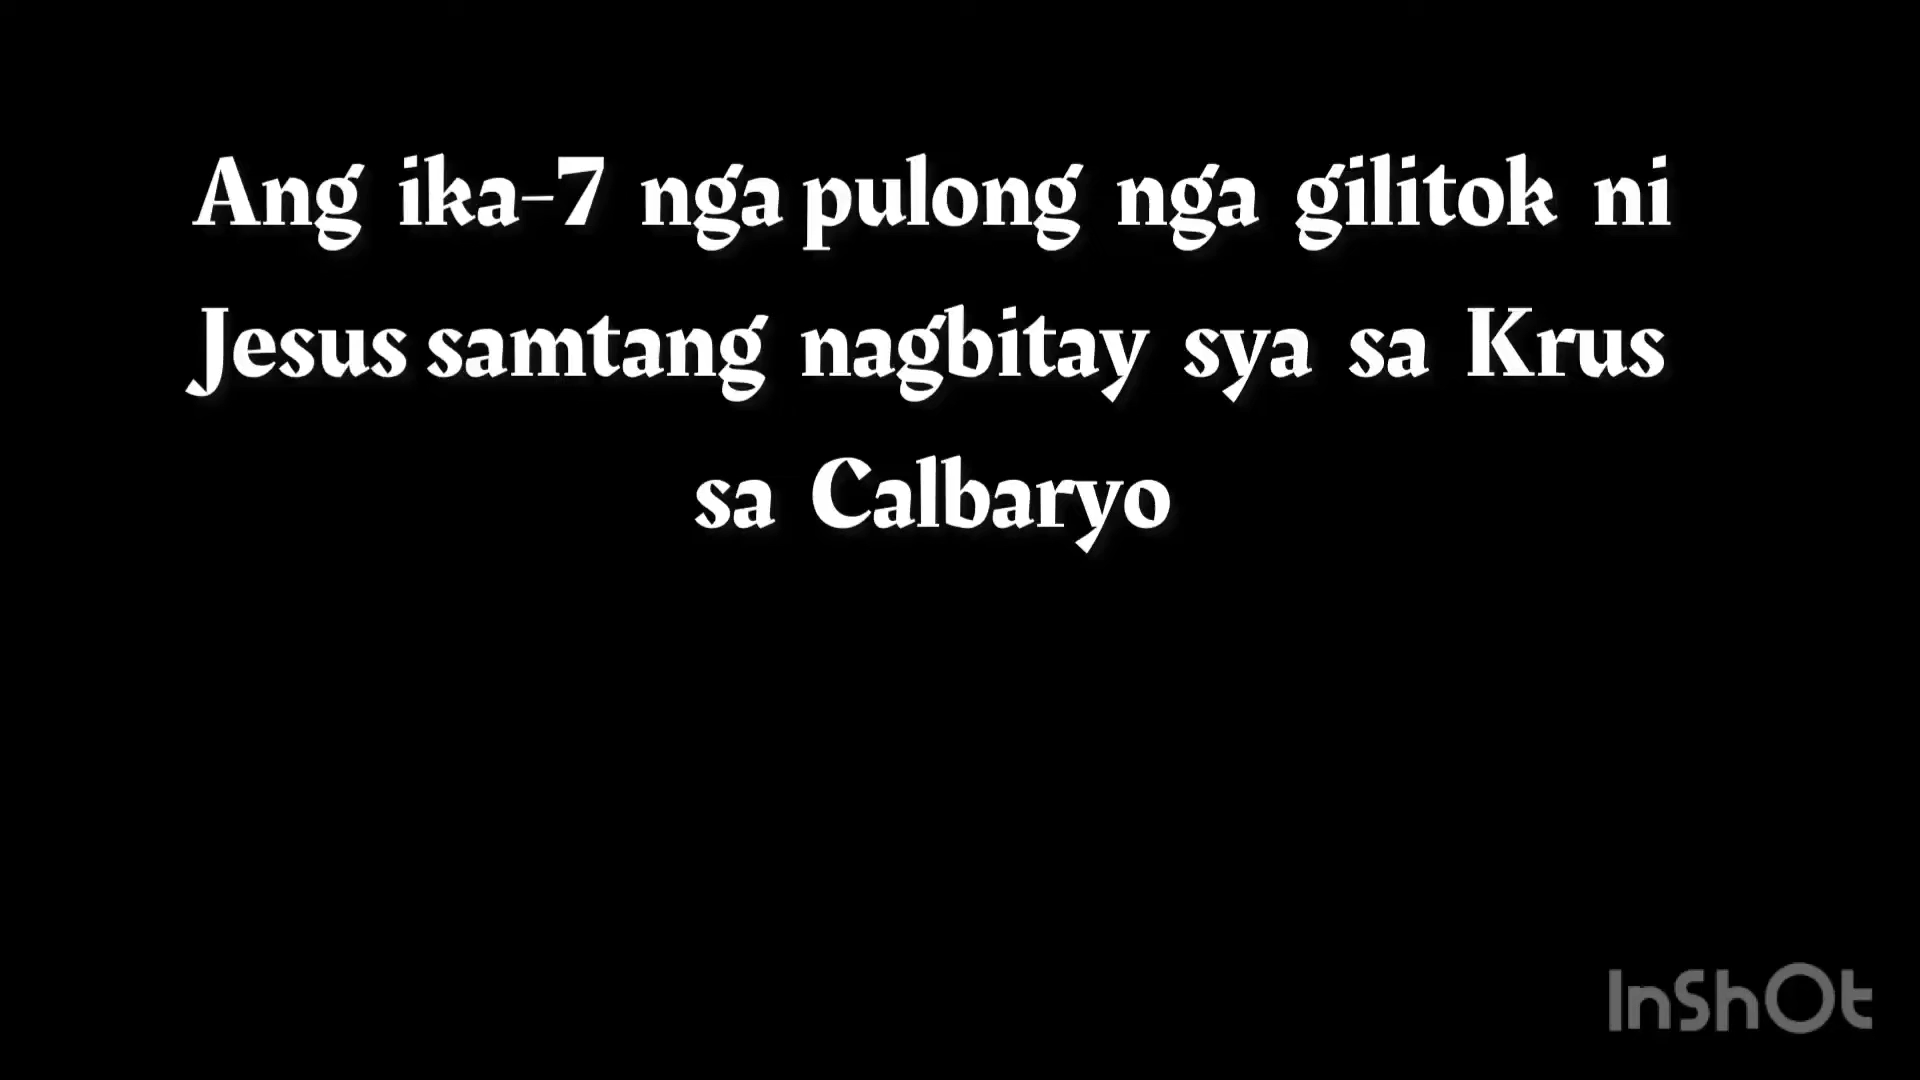 Ang ika-7 nga pulong nga gilitok ni
Jesus samtang nagbitay sya sa Krus
sa Calbaryo
InShOt